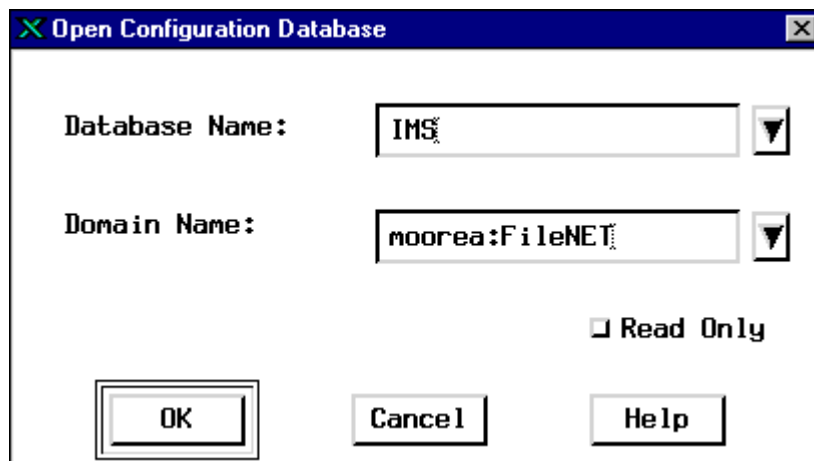 Open Configuration Database
Database Name: IMS
Domain Name: moorea:FileNET
Read Only
OK Cancel Help